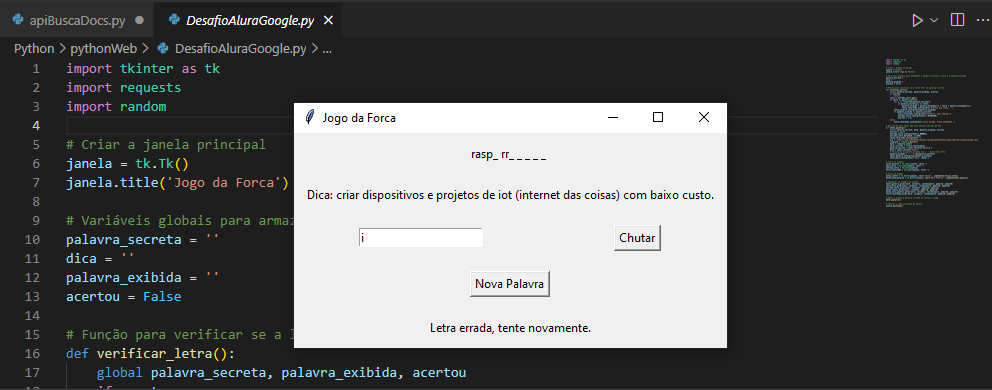 apiBuscaDocs.py
DesafioAluraGoogle.py
Python > pythonWeb > DesafioAluraGoogle.py > ...
1 import tkinter as tk
2 import requests
3 import random
4
5 # Criar a janela principal
6 janela = tk.Tk()
7 janela.title('Jogo da Forca')
8
9 # Variáveis globais para armaz
10 palavra_secreta = ''
11 dica = ''
12 palavra_exibida = ''
13 acertou = False
14
15 # Função para verificar se a l
16 def verificar_letra():
17 global palavra_secreta, palavra_exibida, acertou
Jogo da Forca
rasp_ rr_ _ _ _ _
Dica: criar dispositivos e projetos de iot (internet das coisas) com baixo custo.
i
Chutar
Nova Palavra
Letra errada, tente novamente.